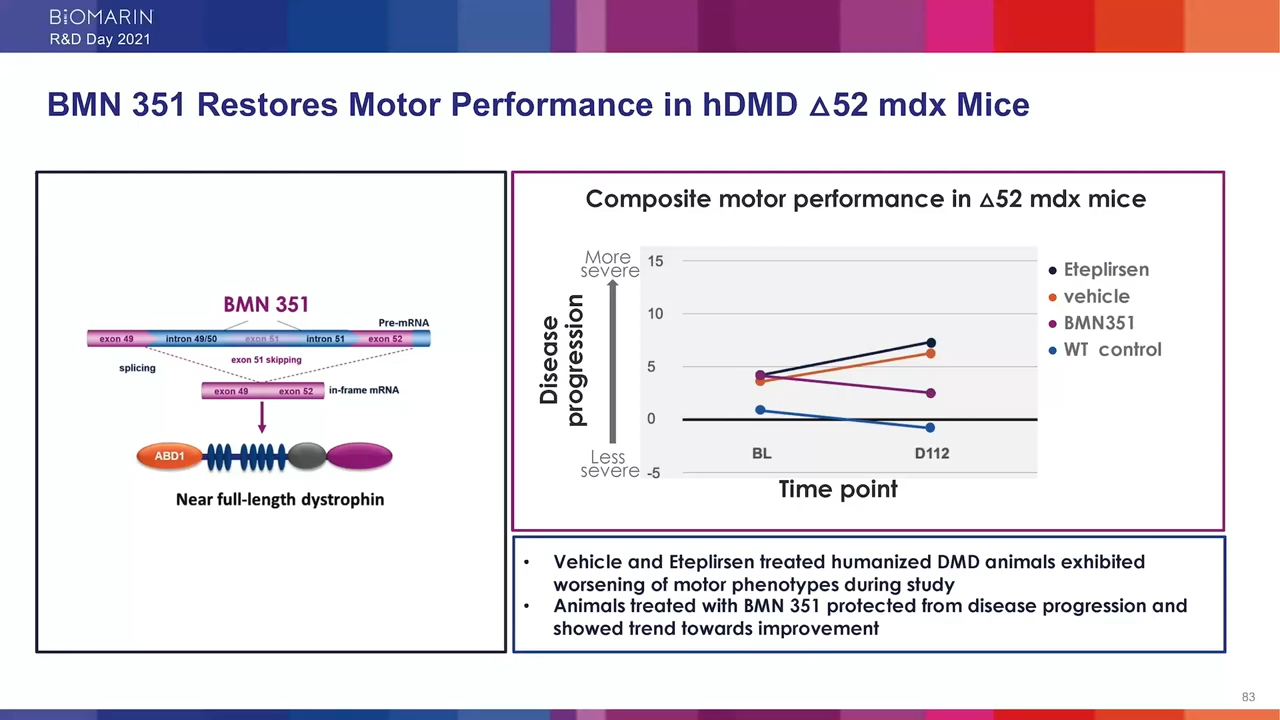 BIOMARIN
R&D Day 2021
BMN 351 Restores Motor Performance in hDMD △52 mdx Mice
BMN 351
Pre-mRNA
exon 49 intron 49/50 exon 51 intron 51 exon 52
exon 51 skipping
splicing
exon 49 exon 52 in-frame mRNA
ABD1
Near full-length dystrophin
Composite motor performance in △52 mdx mice
More
severe
Disease
progression
Less
severe
15
10
5
0
-5
BL D112
Time point
Eteplirsen
vehicle
BMN351
WT control
• Vehicle and Eteplirsen treated humanized DMD animals exhibited
worsening of motor phenotypes during study
• Animals treated with BMN 351 protected from disease progression and
showed trend towards improvement
83